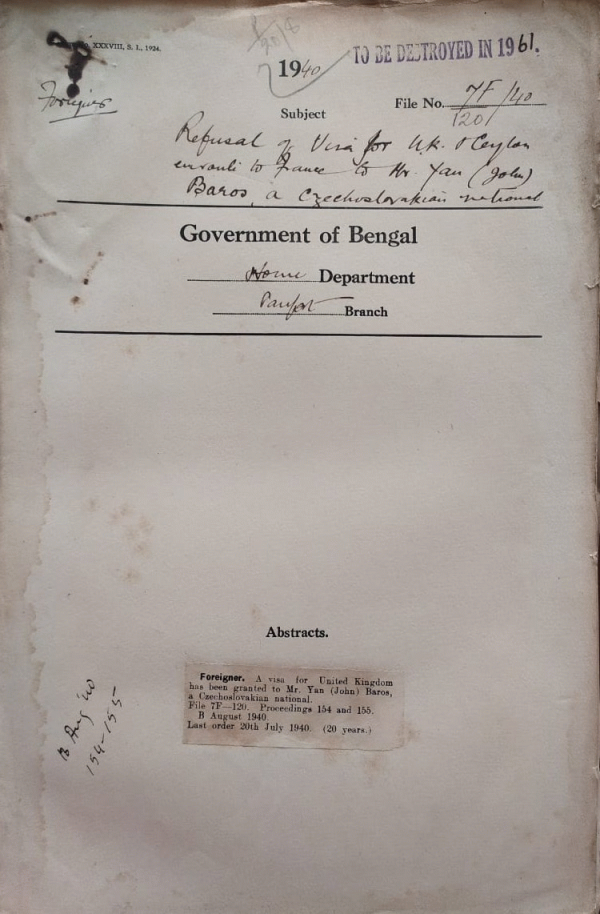 XXXVIII, S. I., 1934.
1940
TO BE DESTROYED IN 1961.
Foreigner
Subject
File No. 7F/40
120
Refusal of Visa for U.K. & Ceylon
enroute to France to Mr. Yan (John)
Baros, a Czechoslovakian national
Government of Bengal
Home Department
Passport Branch
Abstracts.
Foreigner. A visa for United Kingdom
has been granted to Mr. Yan (John) Baros,
a Czechoslovakian national.
File 7F—120. Proceedings 154 and 155.
B August 1940
Last order 20th July 1940. (20 years.)
B Aug '40
154-155